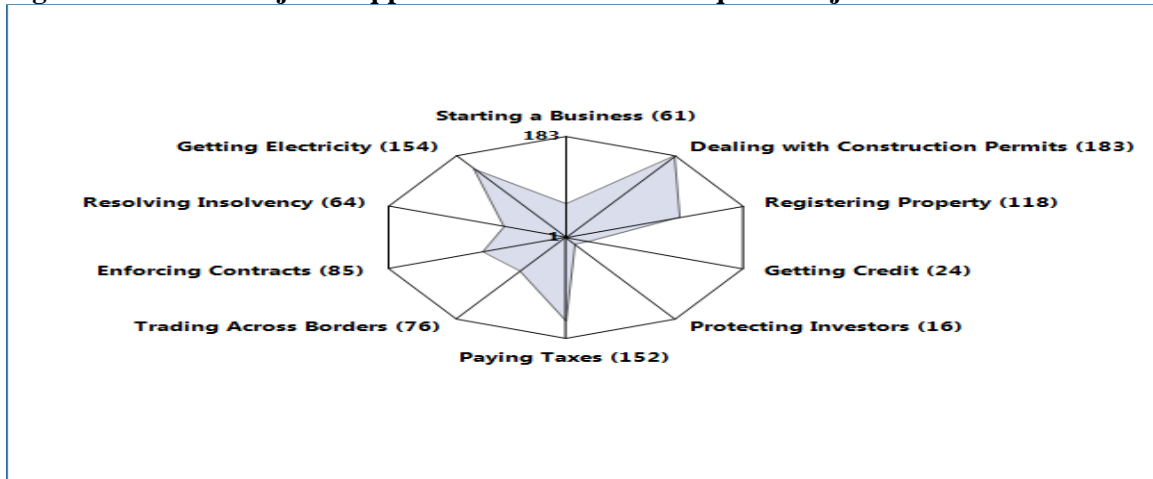 Starting a Business (61)
183
Getting Electricity (154)
Dealing with Construction Permits (183)
Resolving Insolvency (64)
Registering Property (118)
1
Enforcing Contracts (85)
Getting Credit (24)
Trading Across Borders (76)
Protecting Investors (16)
Paying Taxes (152)